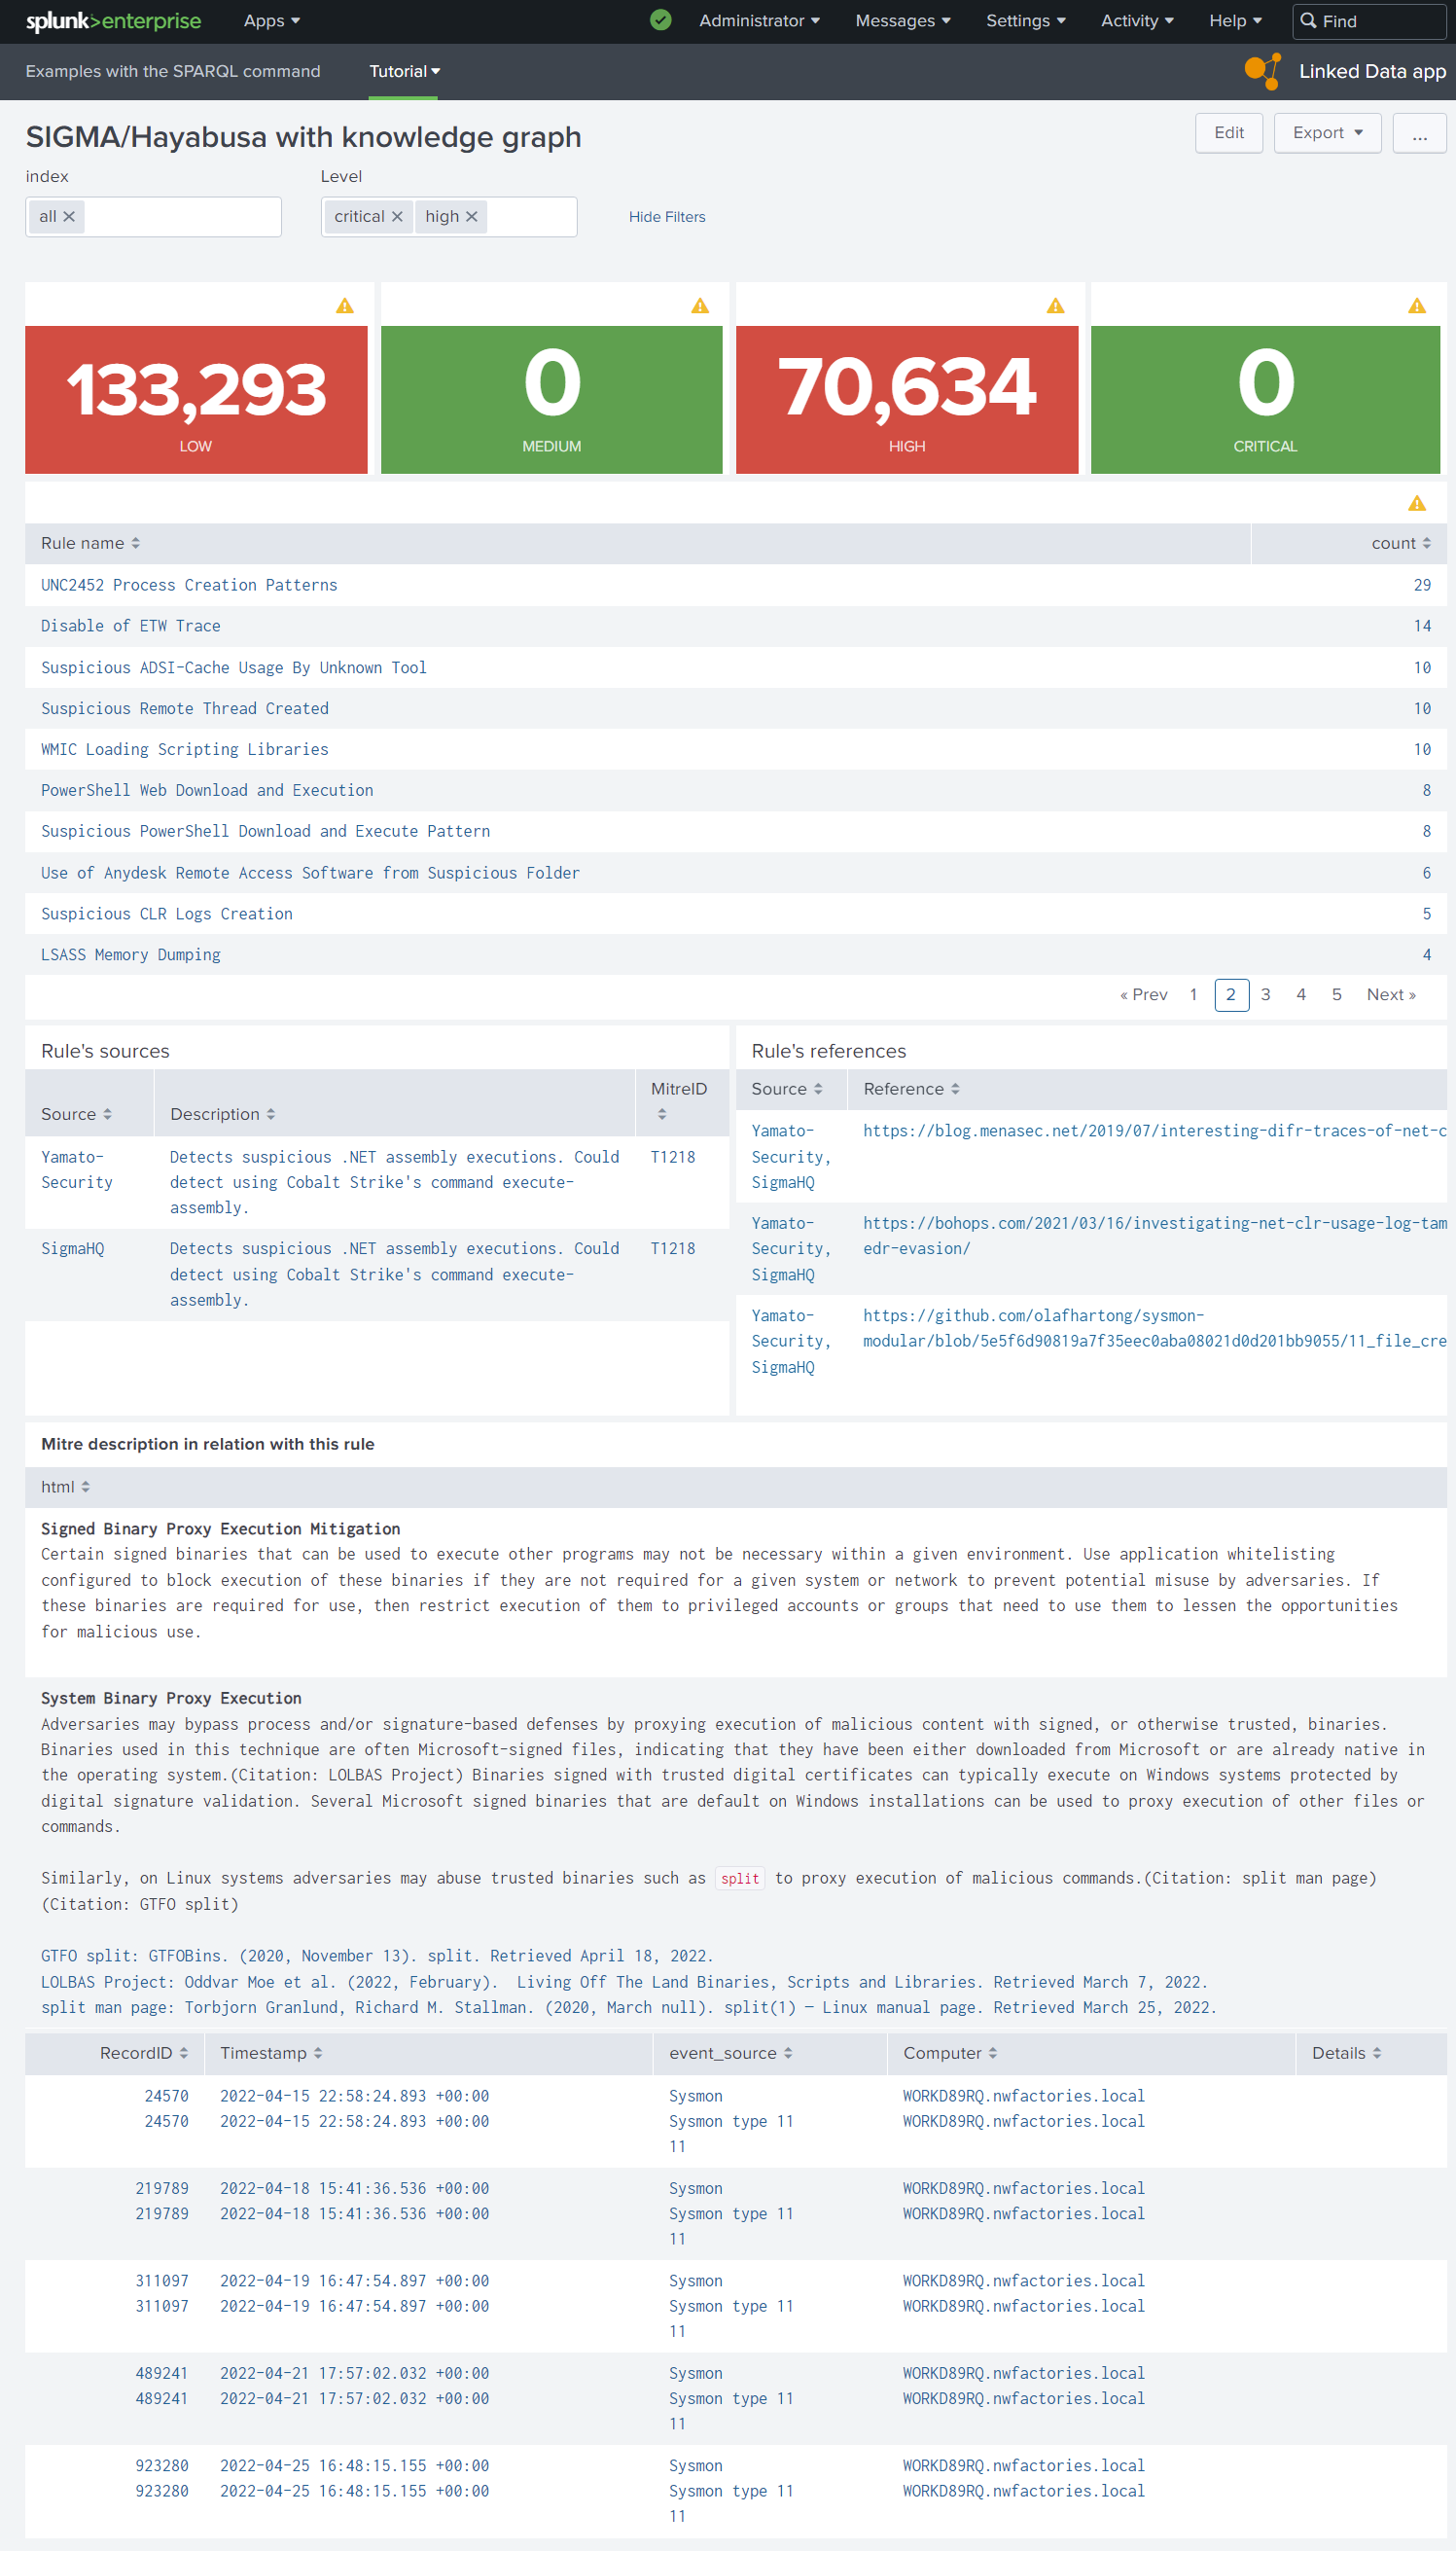 splunk>enterprise Apps Administrator Messages Settings Activity Help Find
Examples with the SPARQL command Tutorial Linked Data app
SIGMA/Hayabusa with knowledge graph Edit Export ...
index Level
all critical high Hide Filters
133,293 0 70,634 0
LOW MEDIUM HIGH CRITICAL
Rule name count
UNC2452 Process Creation Patterns 29
Disable of ETW Trace 14
Suspicious ADSI-Cache Usage By Unknown Tool 10
Suspicious Remote Thread Created 10
WMIC Loading Scripting Libraries 10
PowerShell Web Download and Execution 8
Suspicious PowerShell Download and Execute Pattern 8
Use of Anydesk Remote Access Software from Suspicious Folder 6
Suspicious CLR Logs Creation 5
LSASS Memory Dumping 4
« Prev 1 2 3 4 5 Next »
Rule's sources
Source Description MitreID
Yamato- Detects suspicious .NET assembly executions. Could T1218
Security detect using Cobalt Strike's command execute-
assembly.
SigmaHQ Detects suspicious .NET assembly executions. Could T1218
detect using Cobalt Strike's command execute-
assembly.
Rule's references
Source Reference
Yamato- https://blog.menasec.net/2019/07/interesting-difr-traces-of-net-c
Security,
SigmaHQ
Yamato- https://bohops.com/2021/03/16/investigating-net-clr-usage-log-tam
Security, edr-evasion/
SigmaHQ
Yamato- https://github.com/olafhartong/sysmon-
Security, modular/blob/5e5f6d90819a7f35eec0aba08021d0d201bb9055/11_file_cre
SigmaHQ
Mitre description in relation with this rule
html
Signed Binary Proxy Execution Mitigation
Certain signed binaries that can be used to execute other programs may not be necessary within a given environment. Use application whitelisting
configured to block execution of these binaries if they are not required for a given system or network to prevent potential misuse by adversaries. If
these binaries are required for use, then restrict execution of them to privileged accounts or groups that need to use them to lessen the opportunities
for malicious use.
System Binary Proxy Execution
Adversaries may bypass process and/or signature-based defenses by proxying execution of malicious content with signed, or otherwise trusted, binaries.
Binaries used in this technique are often Microsoft-signed files, indicating that they have been either downloaded from Microsoft or are already native in
the operating system.(Citation: LOLBAS Project) Binaries signed with trusted digital certificates can typically execute on Windows systems protected by
digital signature validation. Several Microsoft signed binaries that are default on Windows installations can be used to proxy execution of other files or
commands.
Similarly, on Linux systems adversaries may abuse trusted binaries such as split to proxy execution of malicious commands.(Citation: split man page)
(Citation: GTFO split)
GTFO split: GTFOBins. (2020, November 13). split. Retrieved April 18, 2022.
LOLBAS Project: Oddvar Moe et al. (2022, February).  Living Off The Land Binaries, Scripts and Libraries. Retrieved March 7, 2022.
split man page: Torbjorn Granlund, Richard M. Stallman. (2020, March null). split(1) — Linux manual page. Retrieved March 25, 2022.
RecordID Timestamp event_source Computer Details
24570 2022-04-15 22:58:24.893 +00:00 Sysmon WORKD89RQ.nwfactories.local
24570 2022-04-15 22:58:24.893 +00:00 Sysmon type 11 WORKD89RQ.nwfactories.local
11
219789 2022-04-18 15:41:36.536 +00:00 Sysmon WORKD89RQ.nwfactories.local
219789 2022-04-18 15:41:36.536 +00:00 Sysmon type 11 WORKD89RQ.nwfactories.local
11
311097 2022-04-19 16:47:54.897 +00:00 Sysmon WORKD89RQ.nwfactories.local
311097 2022-04-19 16:47:54.897 +00:00 Sysmon type 11 WORKD89RQ.nwfactories.local
11
489241 2022-04-21 17:57:02.032 +00:00 Sysmon WORKD89RQ.nwfactories.local
489241 2022-04-21 17:57:02.032 +00:00 Sysmon type 11 WORKD89RQ.nwfactories.local
11
923280 2022-04-25 16:48:15.155 +00:00 Sysmon WORKD89RQ.nwfactories.local
923280 2022-04-25 16:48:15.155 +00:00 Sysmon type 11 WORKD89RQ.nwfactories.local
11